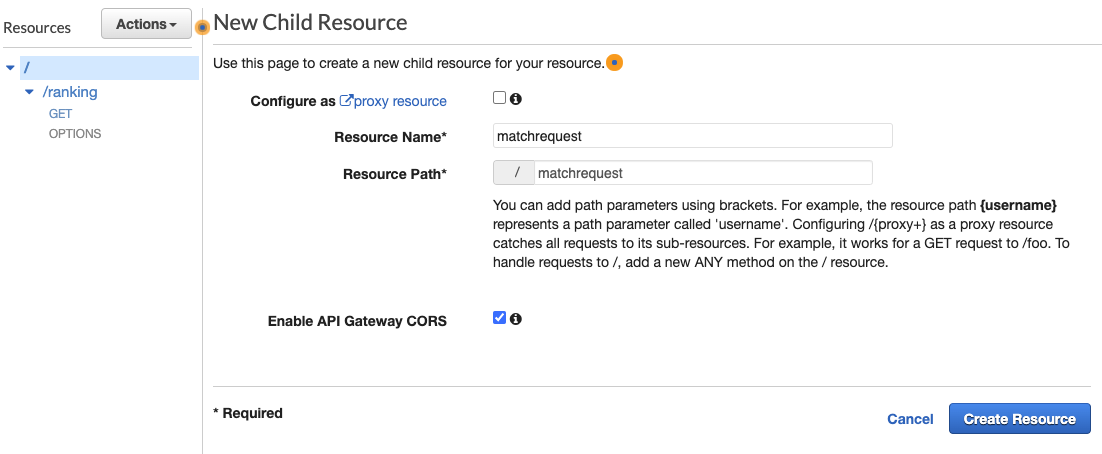 Resources
Actions
/
/ranking
GET
OPTIONS
New Child Resource
Use this page to create a new child resource for your resource.
Configure as proxy resource
Resource Name*
matchrequest
Resource Path*
/
matchrequest
You can add path parameters using brackets. For example, the resource path {username}
represents a path parameter called 'username'. Configuring /{proxy+} as a proxy resource
catches all requests to its sub-resources. For example, it works for a GET request to /foo. To
handle requests to /, add a new ANY method on the / resource.
Enable API Gateway CORS
* Required
Cancel
Create Resource